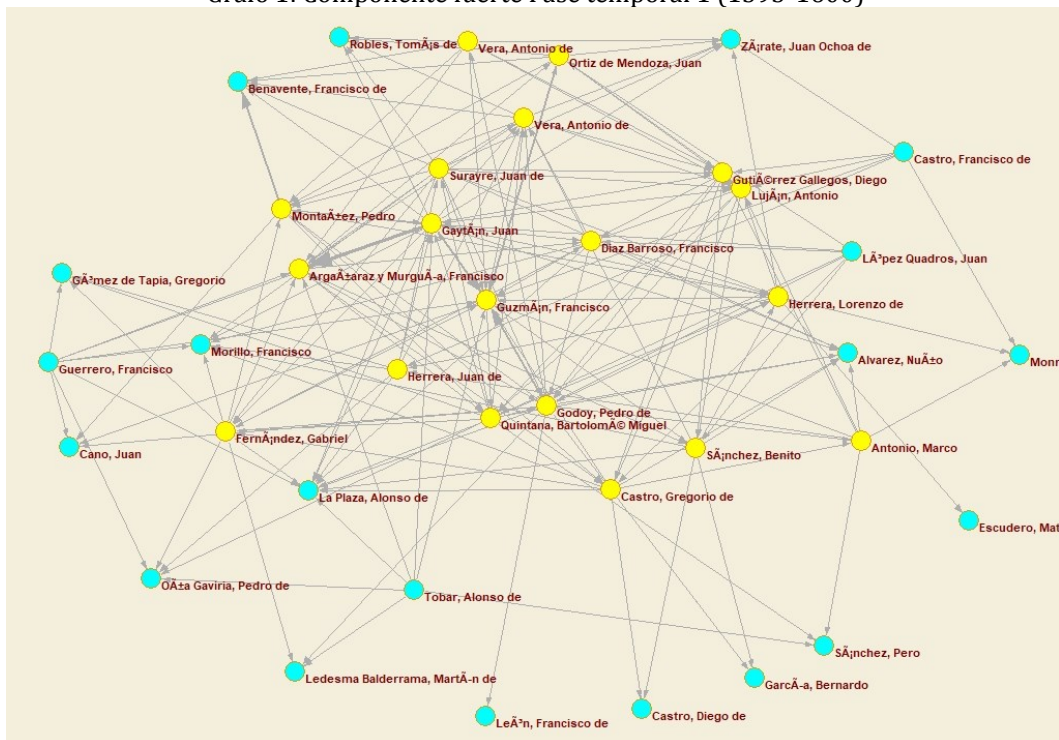 Grafo 1: Componente fuerte Fase temporal 1 (1593-1600)
Robles, TomÃ¡s de
Vera, Antonio de
ZÃ¡rate, Juan Ochoa de
Ortiz de Mendoza, Juan
Benavente, Francisco de
Vera, Antonio de
Castro, Francisco de
Surayre, Juan de
GutiÃ©rrez Gallegos, Diego
LujÃ¡n, Antonio
MontaÃ±ez, Pedro
GaytÃ¡n, Juan
Diaz Barroso, Francisco
LÃ³pez Quadros, Juan
ArgaÃ±araz y MurguÃ-a, Francisco
GÃ³mez de Tapia, Gregorio
GuzmÃ¡n, Francisco
Herrera, Lorenzo de
Morillo, Francisco
Alvarez, NuÃ±o
Monr
Guerrero, Francisco
Herrera, Juan de
Godoy, Pedro de
Quintana, BartolomÃ© Miguel
FernÃ¡ndez, Gabriel
Cano, Juan
SÃ¡nchez, Benito
Antonio, Marco
La Plaza, Alonso de
Castro, Gregorio de
Escudero, Mat
OÃ±a Gaviria, Pedro de
Tobar, Alonso de
SÃ¡nchez, Pero
Ledesma Balderrama, MartÃ-n de
GarcÃ-a, Bernardo
LeÃ³n, Francisco de
Castro, Diego de